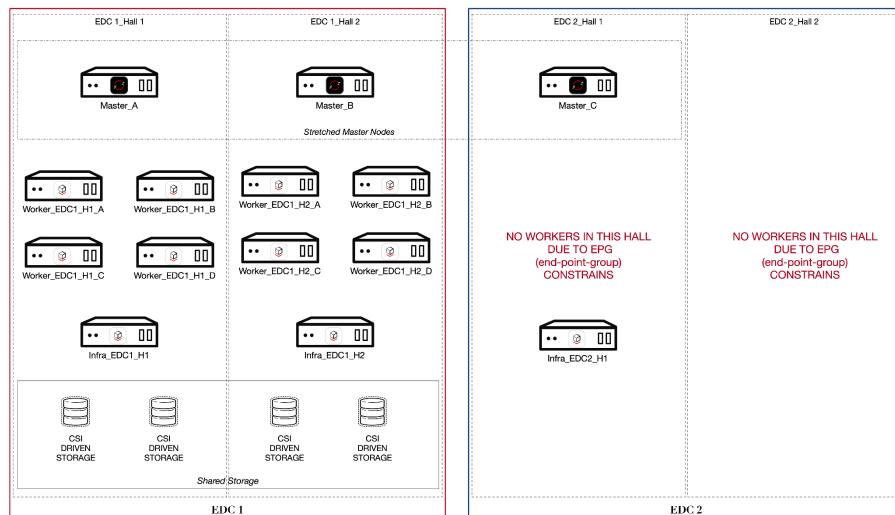 EDC 1_Hall 1
EDC 1_Hall 2
EDC 2_Hall 1
EDC 2_Hall 2
Master_A
Master_B
Master_C
Stretched Master Nodes
Worker_EDC1_H1_A
Worker_EDC1_H1_B
Worker_EDC1_H2_A
Worker_EDC1_H2_B
Worker_EDC1_H1_C
Worker_EDC1_H1_D
Worker_EDC1_H2_C
Worker_EDC1_H2_D
NO WORKERS IN THIS HALL
DUE TO EPG
(end-point-group)
CONSTRAINS
NO WORKERS IN THIS HALL
DUE TO EPG
(end-point-group)
CONSTRAINS
Infra_EDC1_H1
Infra_EDC1_H2
Infra_EDC2_H1
CSI
DRIVEN
STORAGE
CSI
DRIVEN
STORAGE
CSI
DRIVEN
STORAGE
CSI
DRIVEN
STORAGE
Shared Storage
EDC 1
EDC 2